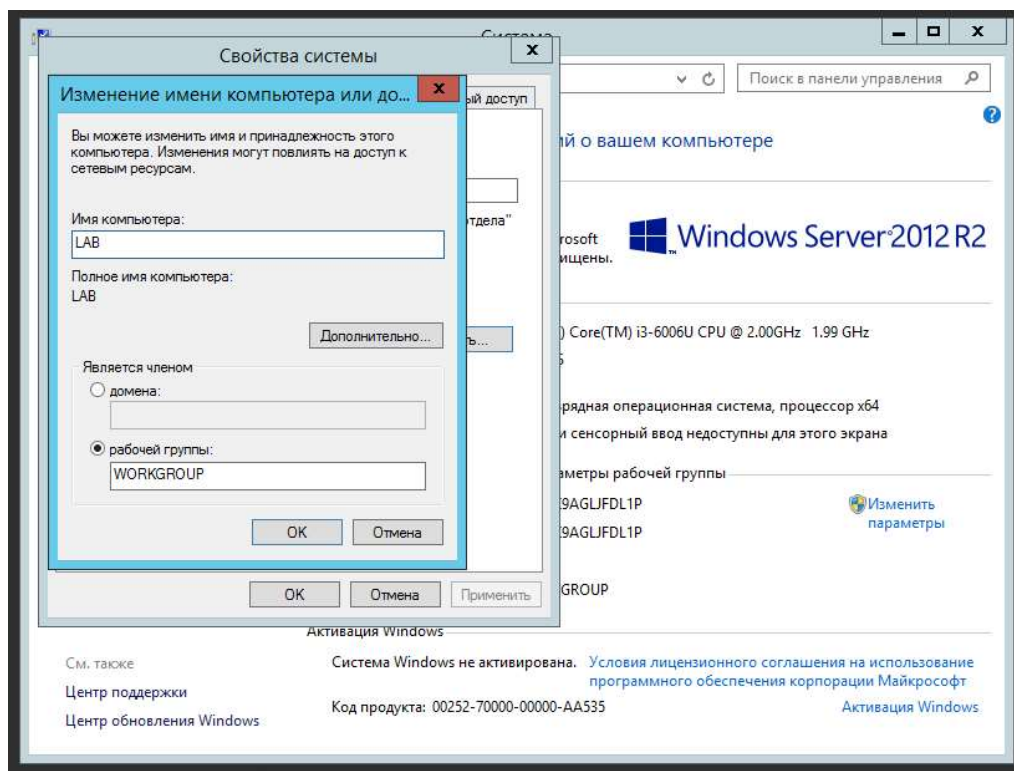 Система
Свойства системы
x
x
Поиск в панели управления
Изменение имени компьютера или до...
x
ый доступ
?
Вы можете изменить имя и принадлежность этого
компьютера. Изменения могут повлиять на доступ к
сетевым ресурсам.
ий о вашем компьютере
Имя компьютера:
тдела"
LAB
rosoft
ищены.
Windows Server 2012 R2
Полное имя компьютера:
LAB
Дополнительно...
ь...
) Core(TM) i3-6006U CPU @ 2.00GHz 1.99 GHz
Является членом
домена:
рядная операционная система, процессор x64
и сенсорный ввод недоступны для этого экрана
рабочей группы:
WORKGROUP
аметры рабочей группы
9AGLJFDL1P
Изменить
параметры
9AGLJFDL1P
OK
Отмена
GROUP
OK
Отмена
Применить
Активация Windows
См. также
Система Windows не активирована. Условия лицензионного соглашения на использование
программного обеспечения корпорации Майкрософт
Центр поддержки
Код продукта: 00252-70000-00000-AA535
Активация Windows
Центр обновления Windows